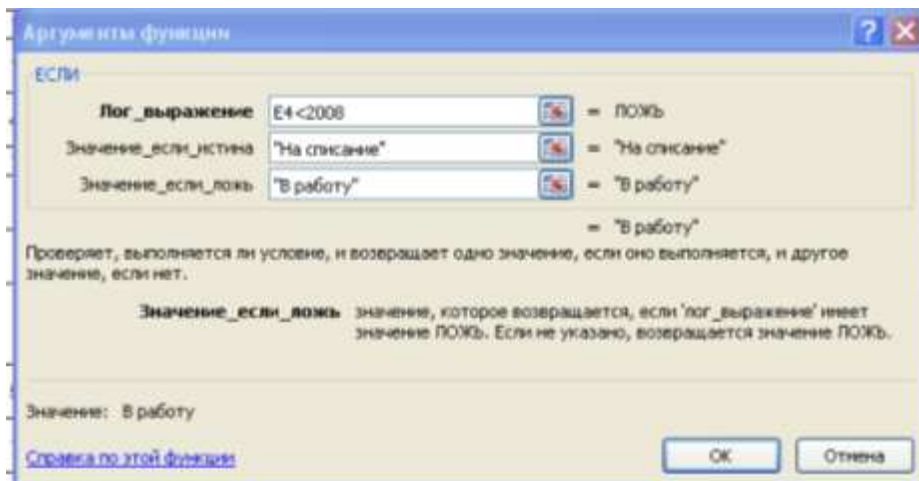 Аргументы функции
ЕСЛИ
Лог_выражение E4<2008 = ЛОЖЬ
Значение_если_истина "На списание" = "На списание"
Значение_если_ложь "В работу" = "В работу"
= "В работу"
Проверяет, выполняется ли условие, и возвращает одно значение, если оно выполняется, и другое
значение, если нет.
Значение_если_ложь значение, которое возвращается, если 'лог_выражение' имеет
значение ЛОЖЬ. Если не указано, возвращается значение ЛОЖЬ.
Значение: В работу
Справка по этой функции
ОК
Отмена